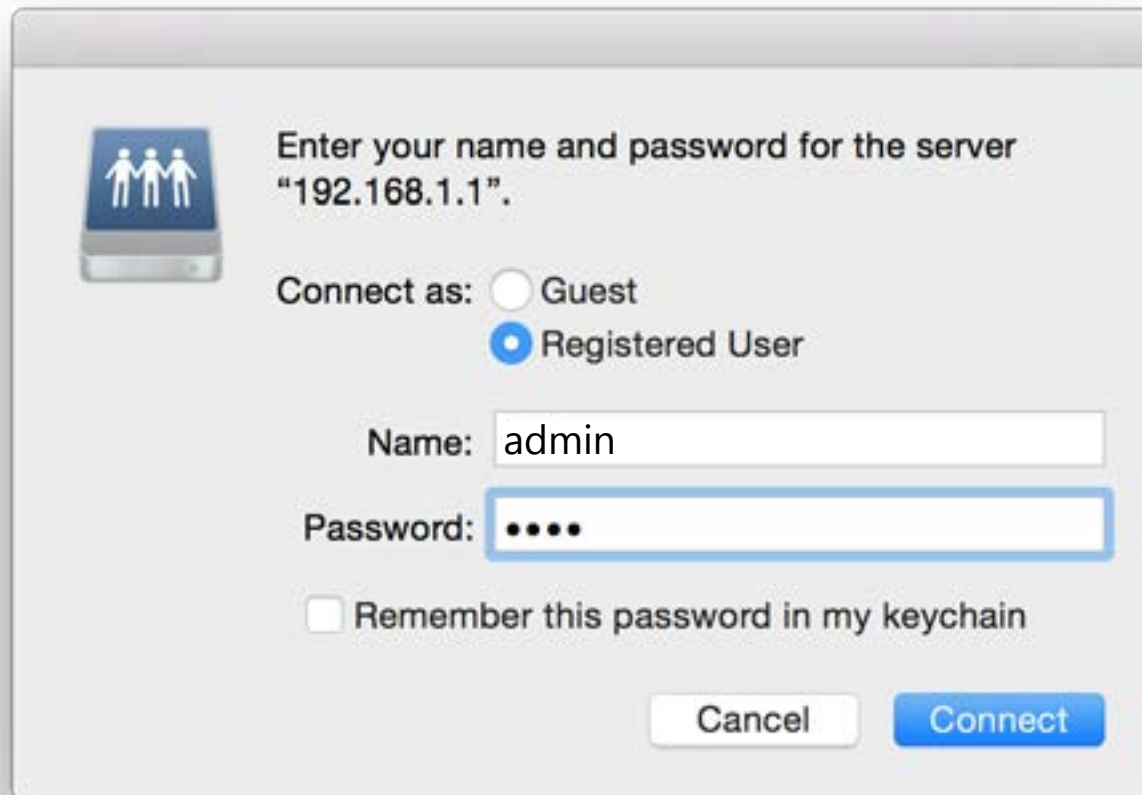 Enter your name and password for the server
“192.168.1.1”.
Connect as: Guest
Registered User
Name: admin
Password: ••••
Remember this password in my keychain
Cancel Connect